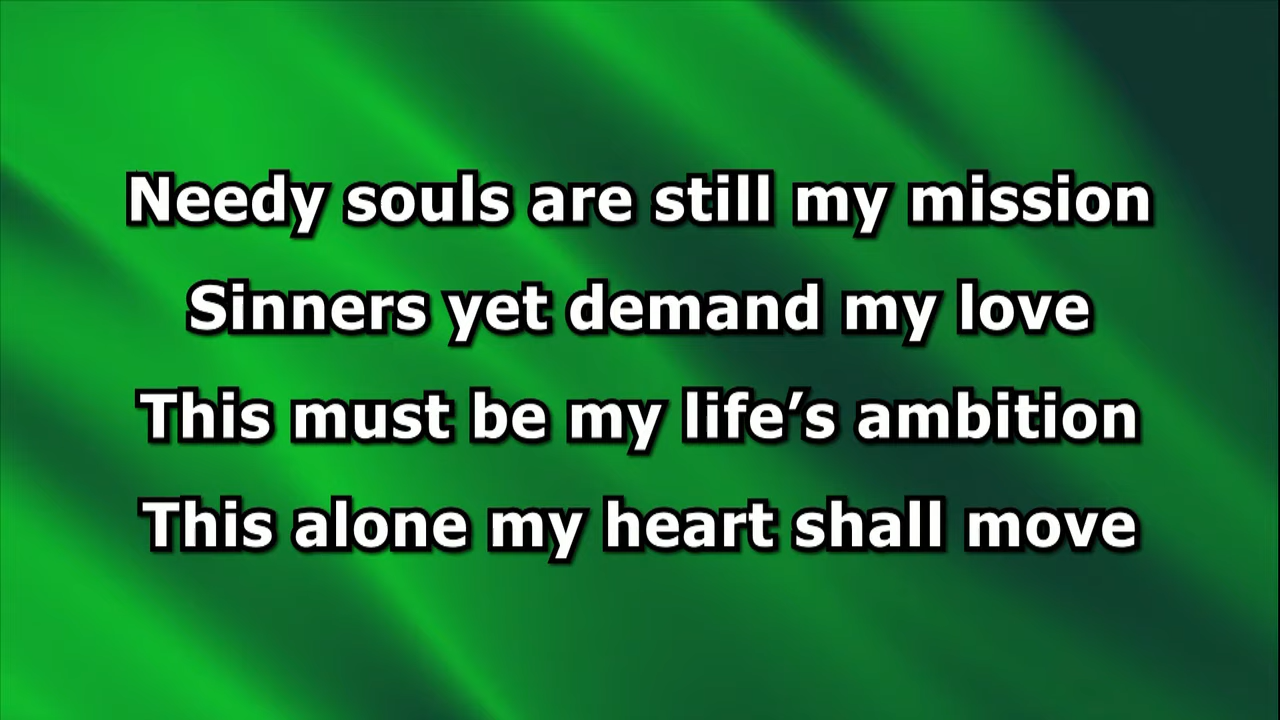 Needy souls are still my mission
Sinners yet demand my love
This must be my life’s ambition
This alone my heart shall move